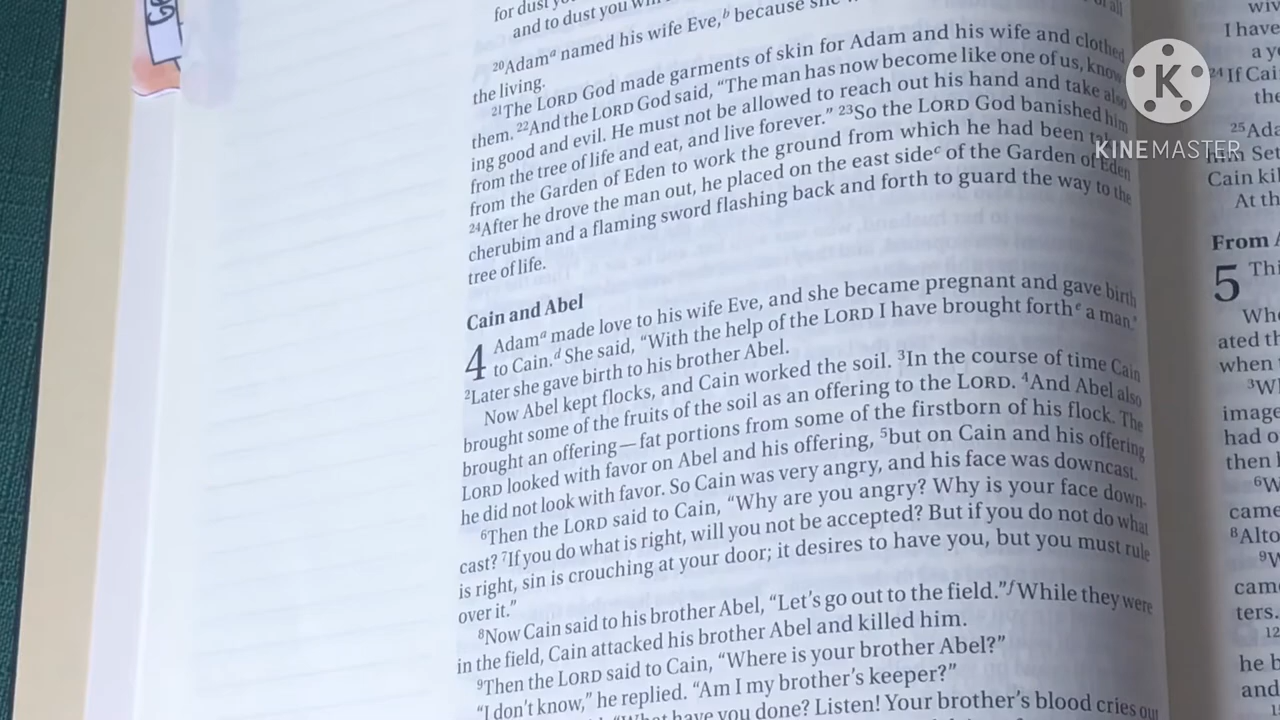 for dust
and to dust you
20Adama named his wife Eve,b because she
of all
the living.
21The LORD God made garments of skin for Adam and his wife and clothed
them. 22And the LORD God said, “The man has now become like one of us, know
ing good and evil. He must not be allowed to reach out his hand and take also
from the tree of life and eat, and live forever.” 23So the LORD God banished him
from the Garden of Eden to work the ground from which he had been
24After he drove the man out, he placed on the east sidec of the Garden of Eden
cherubim and a flaming sword flashing back and forth to guard the way to the
tree of life.
Cain and Abel
4 Adama made love to his wife Eve, and she became pregnant and gave birth
to Cain.d She said, “With the help of the LORD I have brought forthe a man.”
2Later she gave birth to his brother Abel.
Now Abel kept flocks, and Cain worked the soil. 3In the course of time Cain
brought some of the fruits of the soil as an offering to the LORD. 4And Abel also
brought an offering—fat portions from some of the firstborn of his flock. The
LORD looked with favor on Abel and his offering, 5but on Cain and his offering
he did not look with favor. So Cain was very angry, and his face was downcast.
6Then the LORD said to Cain, “Why are you angry? Why is your face down-
cast? 7If you do what is right, will you not be accepted? But if you do not do what
is right, sin is crouching at your door; it desires to have you, but you must rule
over it.”
8Now Cain said to his brother Abel, “Let’s go out to the field.”f While they were
in the field, Cain attacked his brother Abel and killed him.
9Then the LORD said to Cain, “Where is your brother Abel?”
“I don’t know,” he replied. “Am I my brother’s keeper?”
“What have you done? Listen! Your brother’s blood cries out
wiv
I have
a y
24If Cai
the
25Ada
him Set
Cain kil
At th
From A
5 Thi
Whe
ated th
when
3W
image
had o
then
6W
came
8Alto
9W
cam
ters.
12
he b
and
K
KINEMASTER